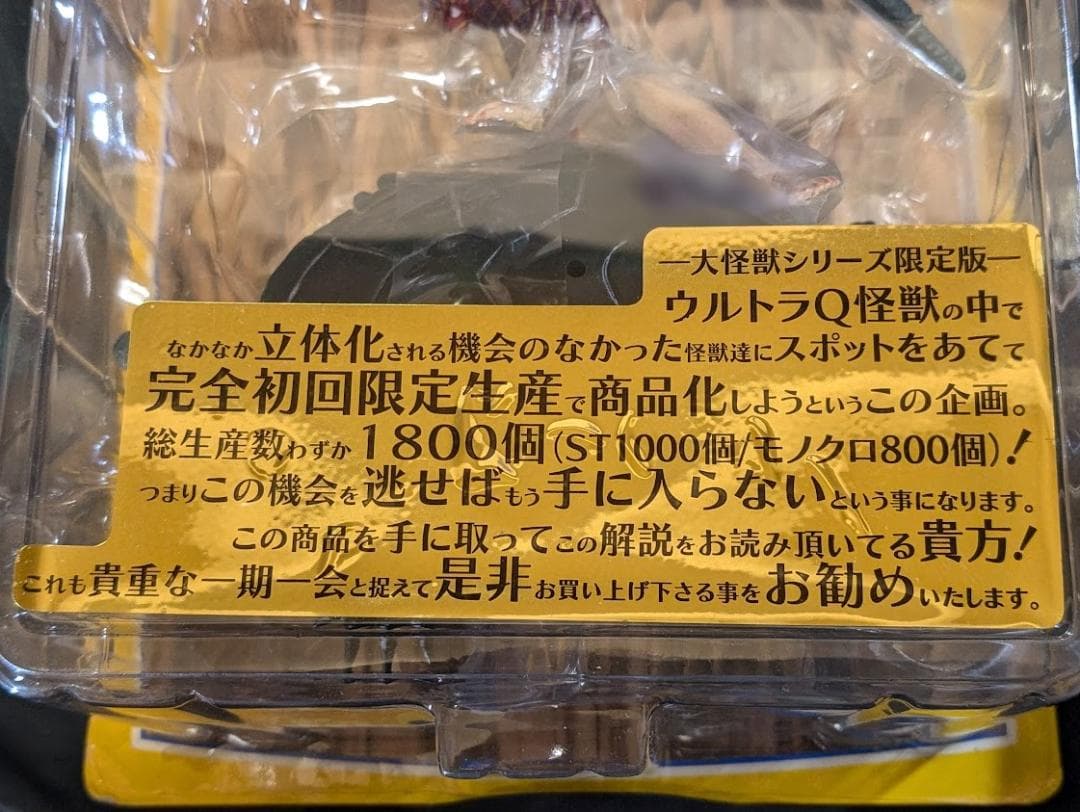 ―大怪獣シリーズ限定版―
ウルトラQ怪獣の中で
なかなか立体化される機会のなかった怪獣達にスポットをあてて
完全初回限定生産で商品化しようというこの企画。
総生産数わずか1800個(ST1000個/モノクロ800個)!
つまりこの機会を逃せばもう手に入らないという事になります。
この商品を手に取ってこの解説をお読み頂いてる貴方!
これも貴重な一期一会と捉えて是非お買い上げ下さる事をお勧めいたします。